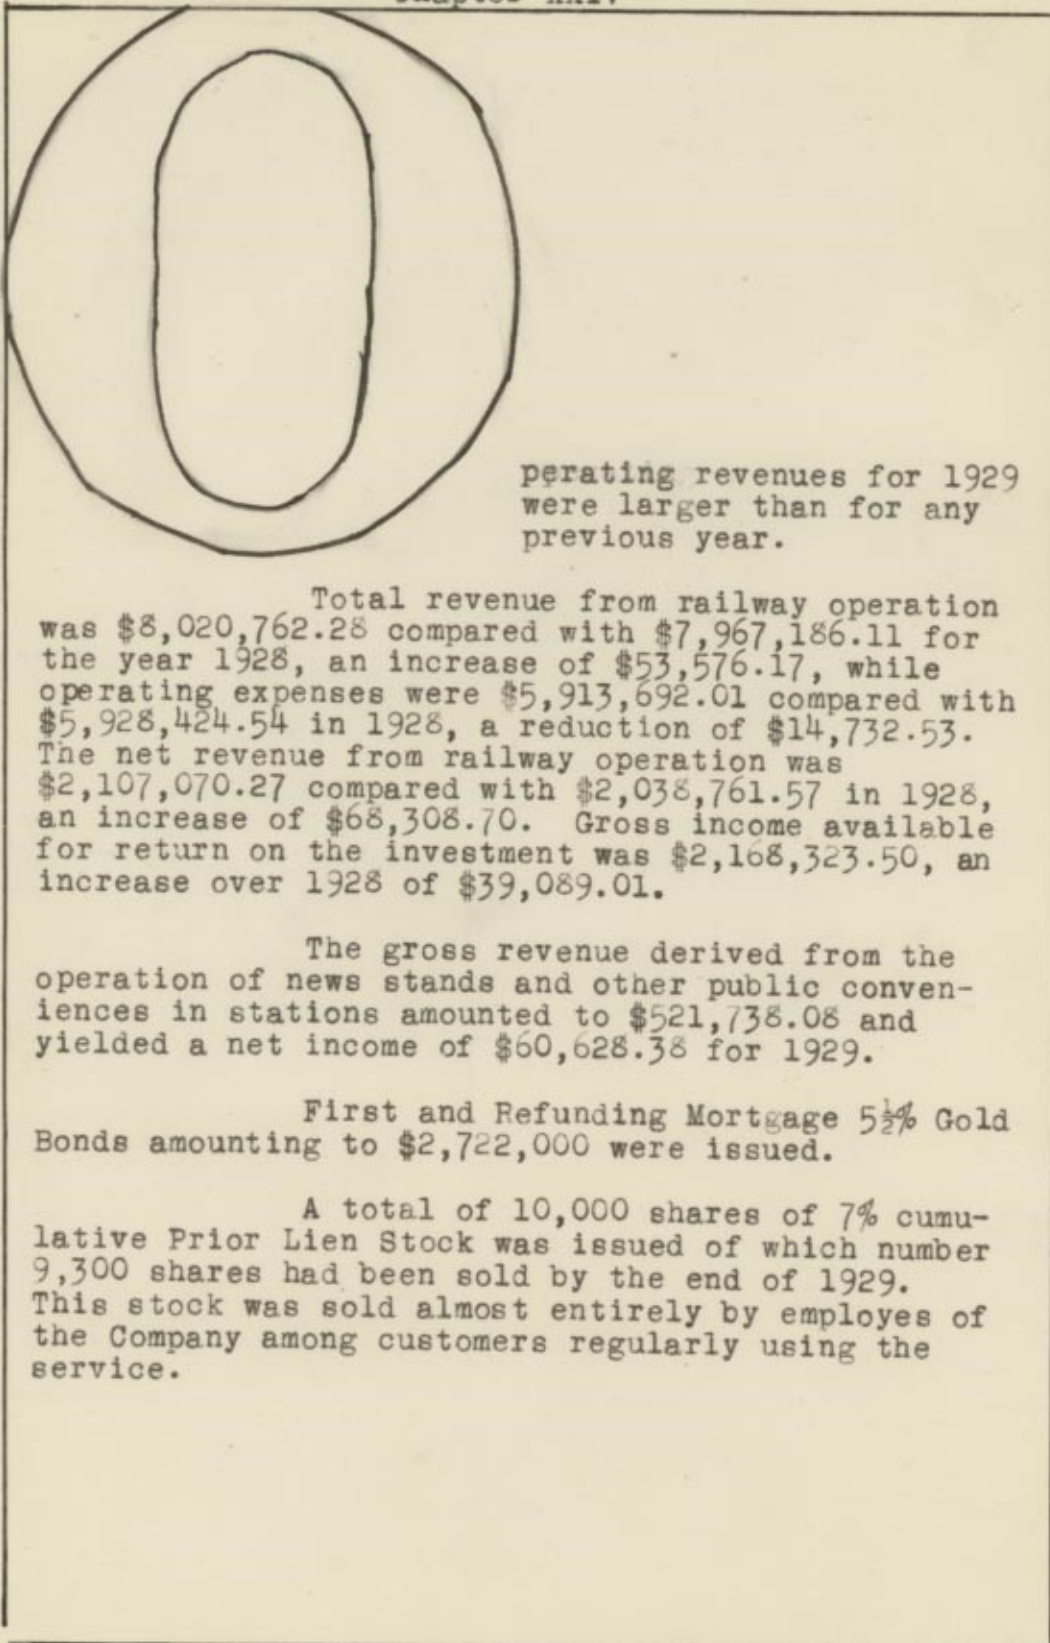 Operating revenues for 1929
were larger than for any
previous year.
Total revenue from railway operation
was $8,020,762.28 compared with $7,967,186.11 for
the year 1928, an increase of $53,576.17, while
operating expenses were $5,913,692.01 compared with
$5,928,424.54 in 1928, a reduction of $14,732.53.
The net revenue from railway operation was
$2,107,070.27 compared with $2,038,761.57 in 1928,
an increase of $68,308.70. Gross income available
for return on the investment was $2,168,323.50, an
increase over 1928 of $39,089.01.
The gross revenue derived from the
operation of news stands and other public conven-
iences in stations amounted to $521,738.08 and
yielded a net income of $60,628.38 for 1929.
First and Refunding Mortgage 5½% Gold
Bonds amounting to $2,722,000 were issued.
A total of 10,000 shares of 7% cumu-
lative Prior Lien Stock was issued of which number
9,300 shares had been sold by the end of 1929.
This stock was sold almost entirely by employes of
the Company among customers regularly using the
service.